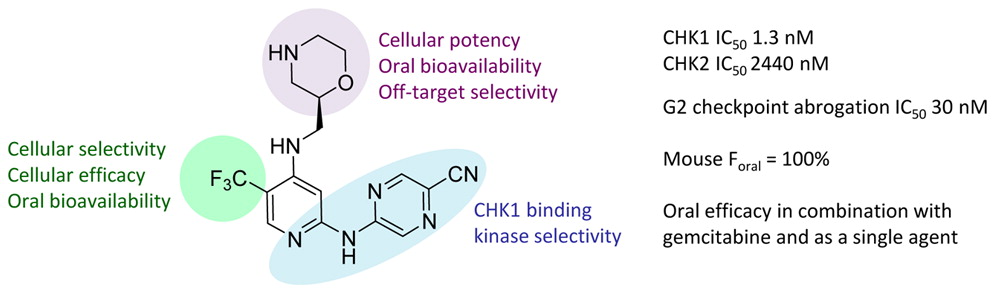 Cellular potency
Oral bioavailability
Off-target selectivity
Cellular selectivity
Cellular efficacy
Oral bioavailability
CHK1 binding
kinase selectivity
HN
O
HN
F3C
N
N
H
N
N
CN
CHK1 IC50 1.3 nM
CHK2 IC50 2440 nM
G2 checkpoint abrogation IC50 30 nM
Mouse Foral = 100%
Oral efficacy in combination with
gemcitabine and as a single agent